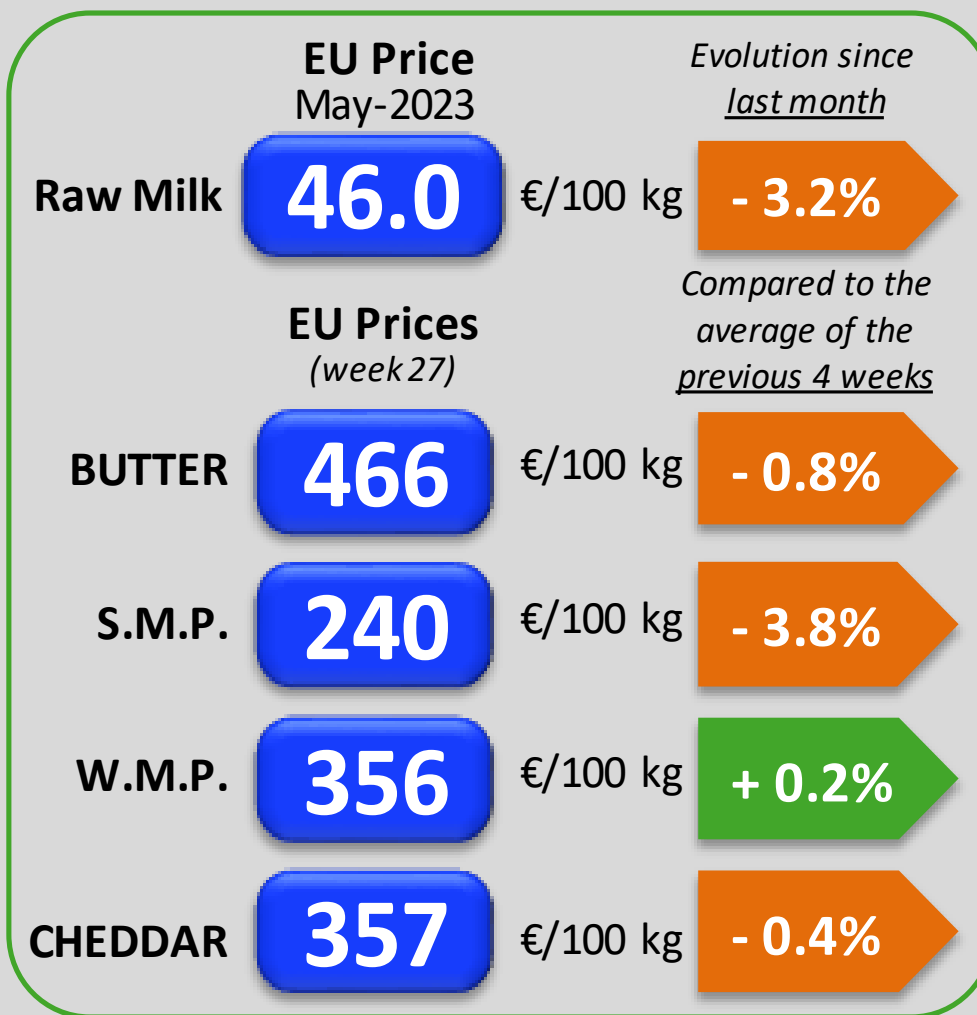 EU Price
May-2023
Evolution since
last month
Raw Milk 46.0 €/100 kg - 3.2%
EU Prices
(week 27)
Compared to the
average of the
previous 4 weeks
BUTTER 466 €/100 kg - 0.8%
S.M.P. 240 €/100 kg - 3.8%
W.M.P. 356 €/100 kg + 0.2%
CHEDDAR 357 €/100 kg - 0.4%